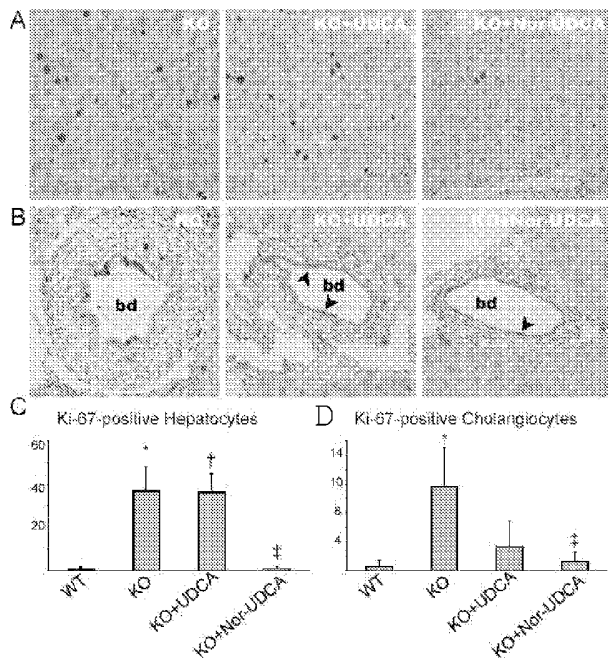 A KO KO+UDCA KO+Nor-UDCA
B KO KO+UDCA KO+Nor-UDCA
bd bd bd
C Ki-67-positive Hepatocytes
60
40
20
* † ‡
WT KO KO+UDCA KO+Nor-UDCA
D Ki-67-positive Cholangiocytes
14
12
8
4
* ‡
WT KO KO+UDCA KO+Nor-UDCA